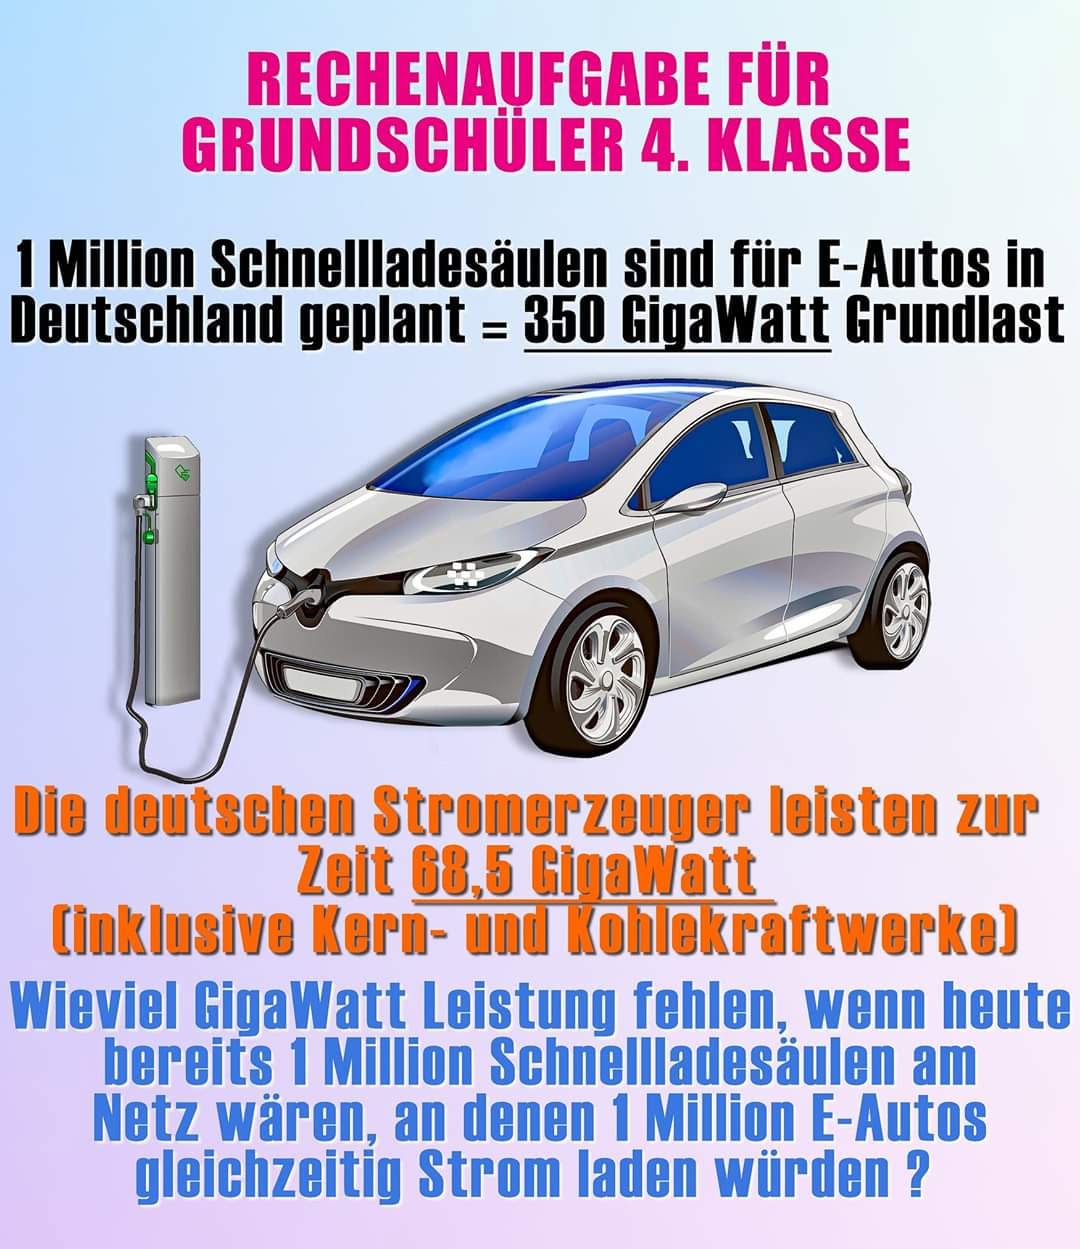 RECHENAUFGABE FÜR
GRUNDSCHÜLER 4. KLASSE
1 Million Schnellladesäulen sind für E-Autos in
Deutschland geplant = 350 GigaWatt Grundlast
Die deutschen Stromerzeuger leisten zur
Zeit 68,5 GigaWatt
(inklusive Kern- und Kohlekraftwerke)
Wieviel GigaWatt Leistung fehlen, wenn heute
bereits 1 Million Schnellladesäulen am
Netz wären, an denen 1 Million E-Autos
gleichzeitig Strom laden würden ?